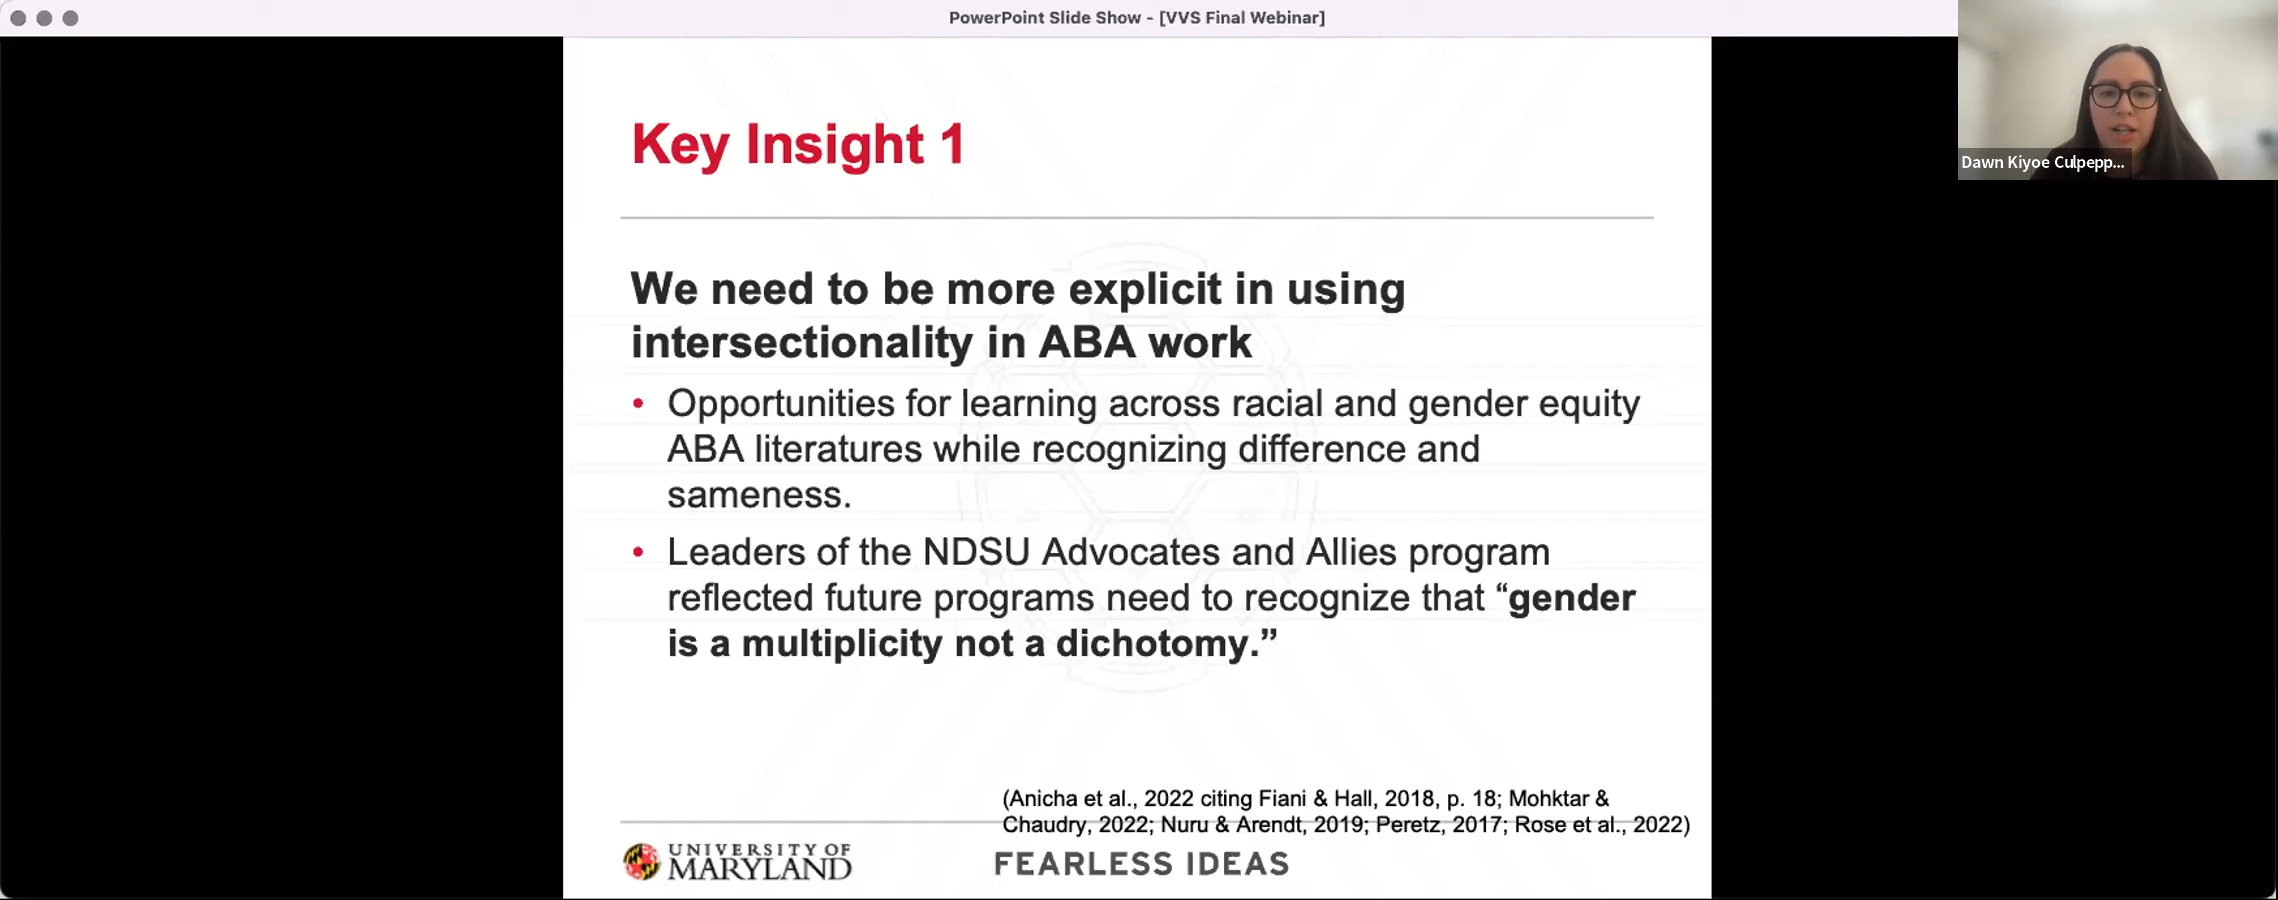 PowerPoint Slide Show - [VVS Final Webinar]
Dawn Kiyoe Culpepp...
Key Insight 1
We need to be more explicit in using
intersectionality in ABA work
• Opportunities for learning across racial and gender equity
ABA literatures while recognizing difference and
sameness.
• Leaders of the NDSU Advocates and Allies program
reflected future programs need to recognize that “gender
is a multiplicity not a dichotomy.”
(Anicha et al., 2022 citing Fiani & Hall, 2018, p. 18; Mohktar &
Chaudry, 2022; Nuru & Arendt, 2019; Peretz, 2017; Rose et al., 2022)
UNIVERSITY OF
MARYLAND
FEARLESS IDEAS